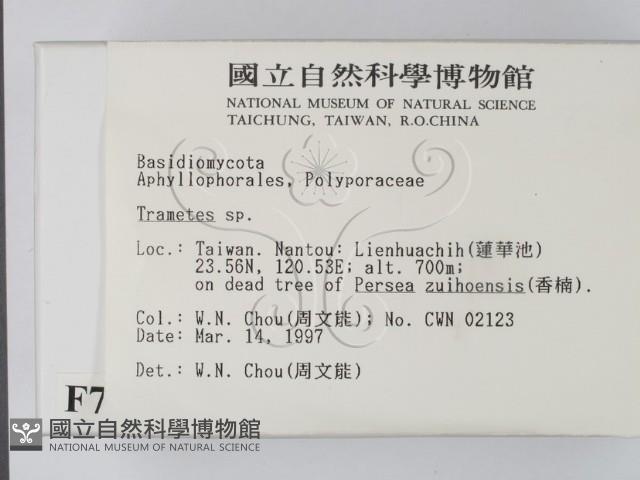 國立自然科學博物館
NATIONAL MUSEUM OF NATURAL SCIENCE
TAICHUNG, TAIWAN, R.O.CHINA
Basidiomycota
Aphyllophorales, Polyporaceae
Trametes sp.
Loc.: Taiwan. Nantou: Lienhuachih(蓮華池)
23.56N, 120.53E; alt. 700m;
on dead tree of Persea zuihoensis(香楠).
Col.: W.N. Chou(周文能); No. CWN 02123
Date: Mar. 14, 1997
Det.: W.N. Chou(周文能)
F7
國立自然科學博物館
NATIONAL MUSEUM OF NATURAL SCIENCE